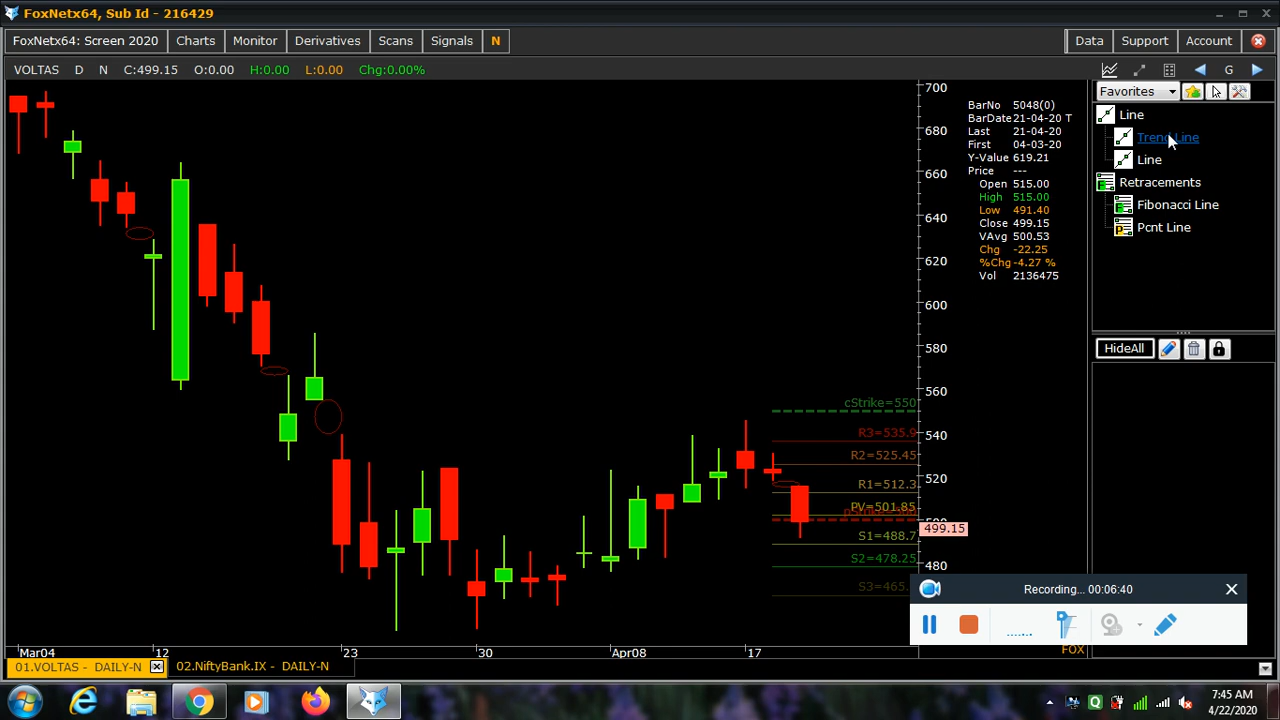 FoxNetx64, Sub Id - 216429
FoxNetx64: Screen 2020 Charts Monitor Derivatives Scans Signals N Data Support Account
VOLTAS D N C:499.15 O:0.00 H:0.00 L:0.00 Chg:0.00% G
Favorites
Line
Trend Line
Line
Retracements
Fibonacci Line
Pcnt Line
HideAll
BarNo 5048(0)
BarDate 21-04-20 T
Last 21-04-20
First 04-03-20
Y-Value 619.21
Price ---
Open 515.00
High 515.00
Low 491.40
Close 499.15
VAvg 500.53
Chg -22.25
%Chg -4.27 %
Vol 2136475
700
680
660
640
620
600
580
560
540
520
499.15
480
cStrike=550
R3=535.9
R2=525.45
R1=512.3
PV=501.85
S1=488.7
S2=478.25
S3=465.
Recording... 00:06:40
Mar04 12 23 30 Apr08 17 FOX
01.VOLTAS - DAILY-N 02.NiftyBank.IX - DAILY-N
7:45 AM
4/22/2020